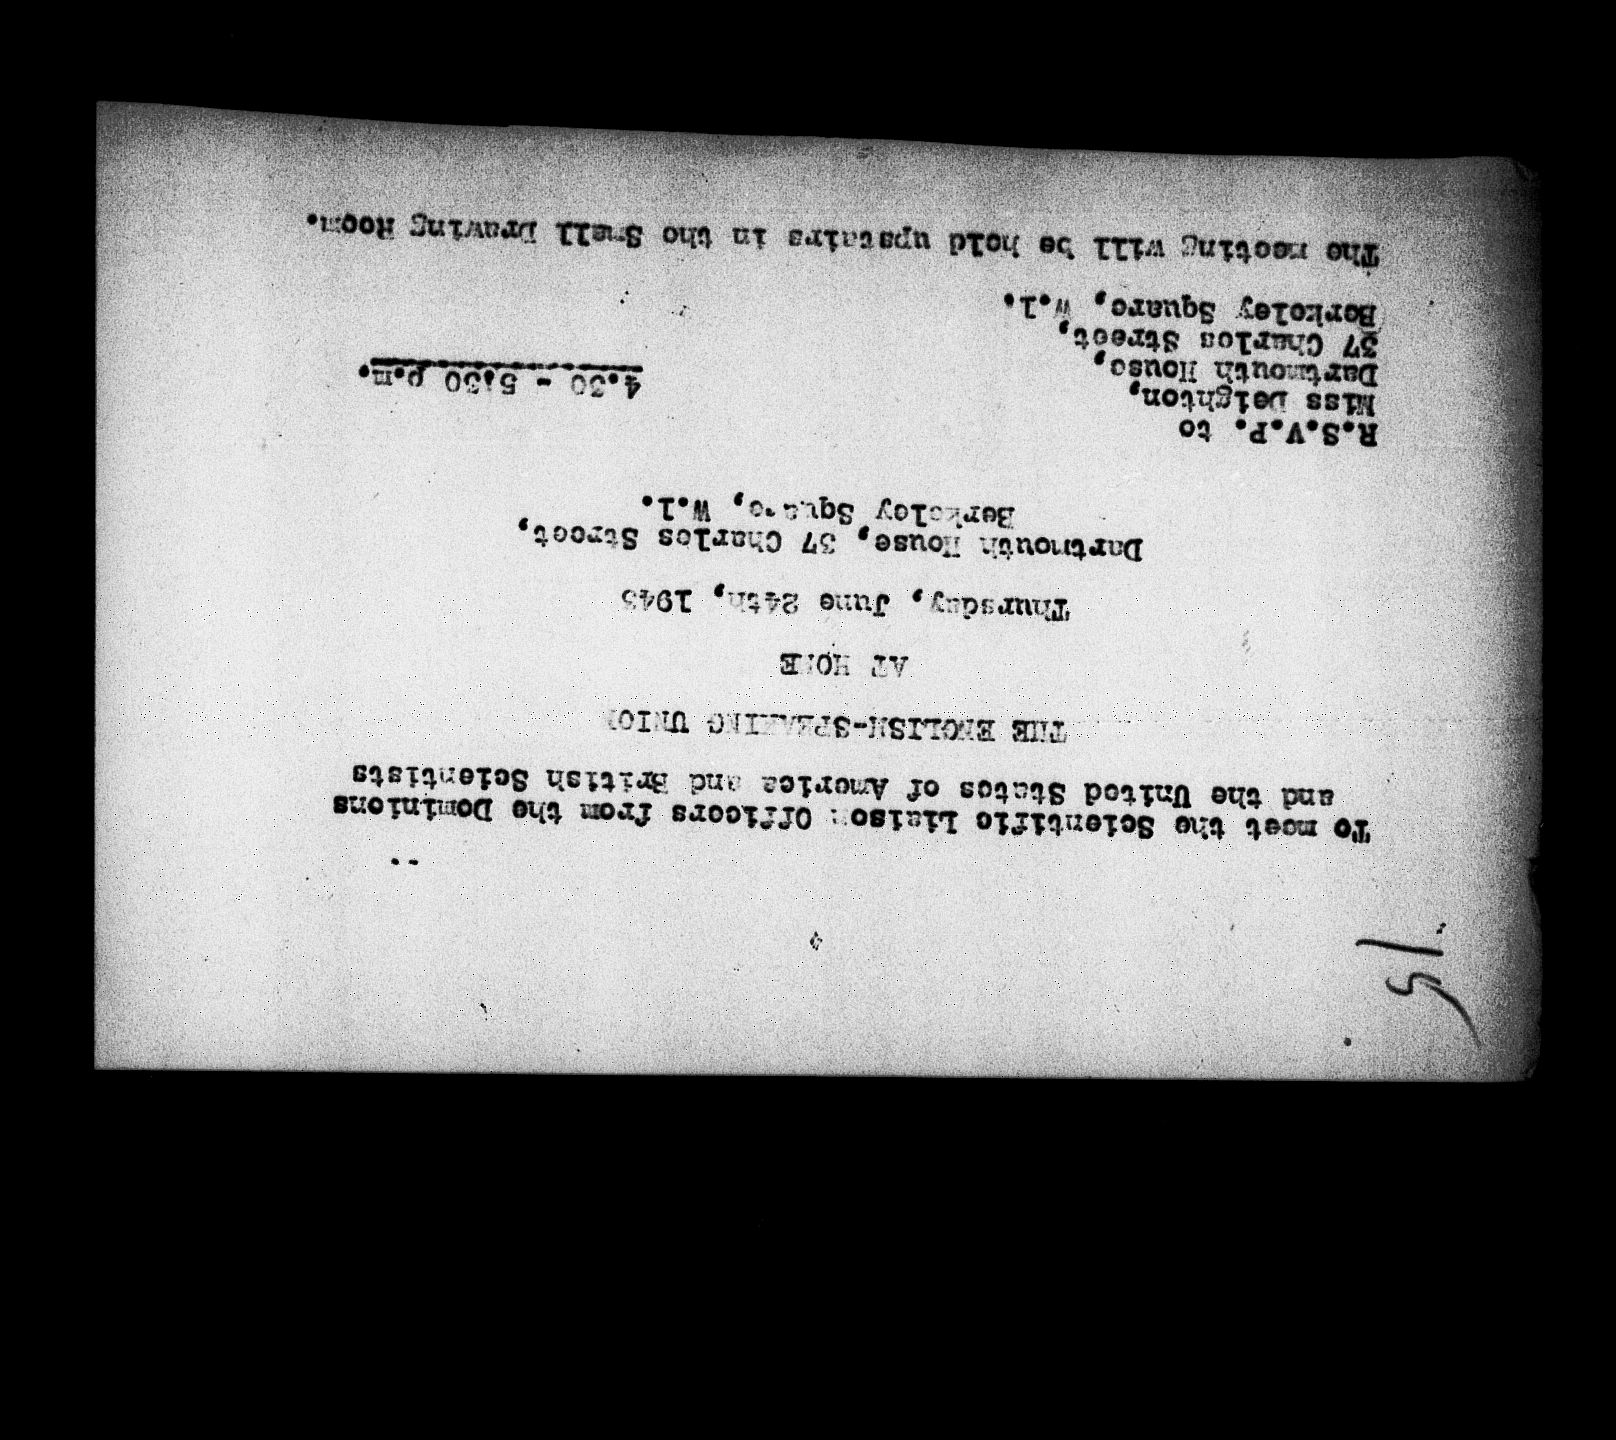 To meet the Scientific Liaison Officers from the Dominions
and the United States of America and British Scientists
THE ENGLISH-SPEAKING UNION
AT HOME
Thursday, June 24th, 1943
Dartmouth House, 37 Charles Street,
Berkeley Square, W.1.
R.S.V.P. to
Miss Deighton,
Dartmouth House,
37 Charles Street,
Berkeley Square, W.1.
4.30 - 5.30 p.m.
The meeting will be held upstairs in the Small Drawing Room.